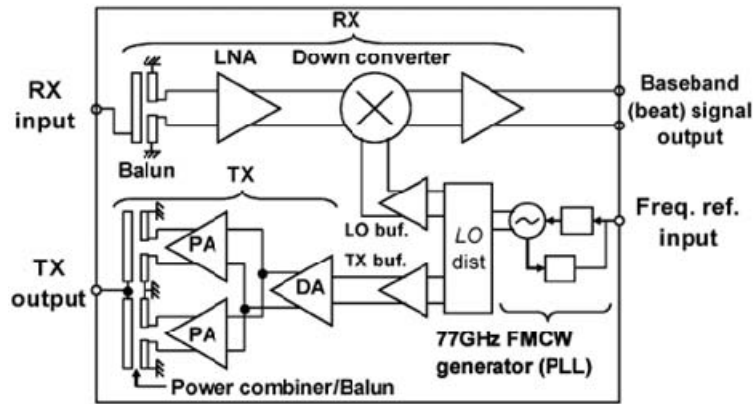 RX
LNA
Down converter
RX
input
Baseband
(beat) signal
output
Balun
TX
LO buf.
LO
dist
Freq. ref.
input
PA
TX
output
DA
TX buf.
PA
77GHz FMCW
generator (PLL)
Power combiner/Balun